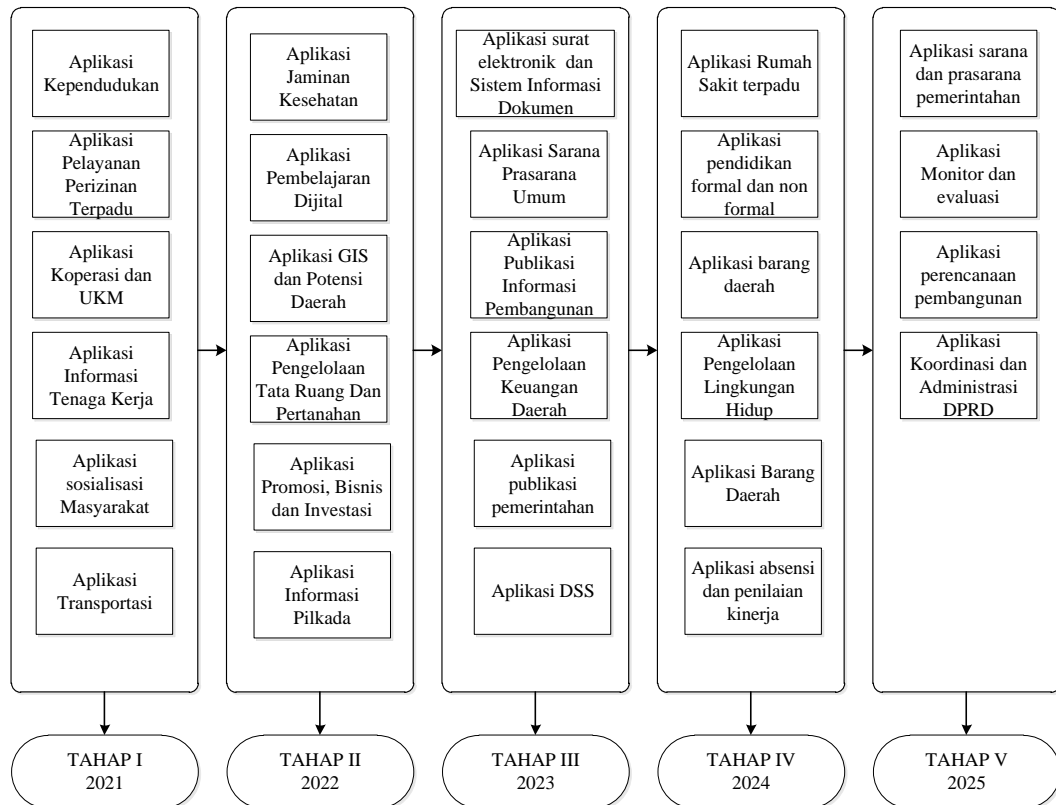 Aplikasi
Kependudukan
Aplikasi
Pelayanan
Perizinan
Terpadu
Aplikasi
Koperasi dan
UKM
Aplikasi
Informasi
Tenaga Kerja
Aplikasi
sosialisasi
Masyarakat
Aplikasi
Transportasi
TAHAP I
2021
Aplikasi
Jaminan
Kesehatan
Aplikasi
Pembelajaran
Dijital
Aplikasi GIS
dan Potensi
Daerah
Aplikasi
Pengelolaan
Tata Ruang Dan
Pertanahan
Aplikasi
Promosi, Bisnis
dan Investasi
Aplikasi
Informasi
Pilkada
TAHAP II
2022
Aplikasi surat
elektronik dan
Sistem Informasi
Dokumen
Aplikasi Sarana
Prasarana
Umum
Aplikasi
Publikasi
Informasi
Pembangunan
Aplikasi
Pengelolaan
Keuangan
Daerah
Aplikasi
publikasi
pemerintahan
Aplikasi DSS
TAHAP III
2023
Aplikasi Rumah
Sakit terpadu
Aplikasi
pendidikan
formal dan non
formal
Aplikasi barang
daerah
Aplikasi
Pengelolaan
Lingkungan
Hidup
Aplikasi Barang
Daerah
Aplikasi absensi
dan penilaian
kinerja
TAHAP IV
2024
Aplikasi sarana
dan prasarana
pemerintahan
Aplikasi
Monitor dan
evaluasi
Aplikasi
perencanaan
pembangunan
Aplikasi
Koordinasi dan
Administrasi
DPRD
TAHAP V
2025